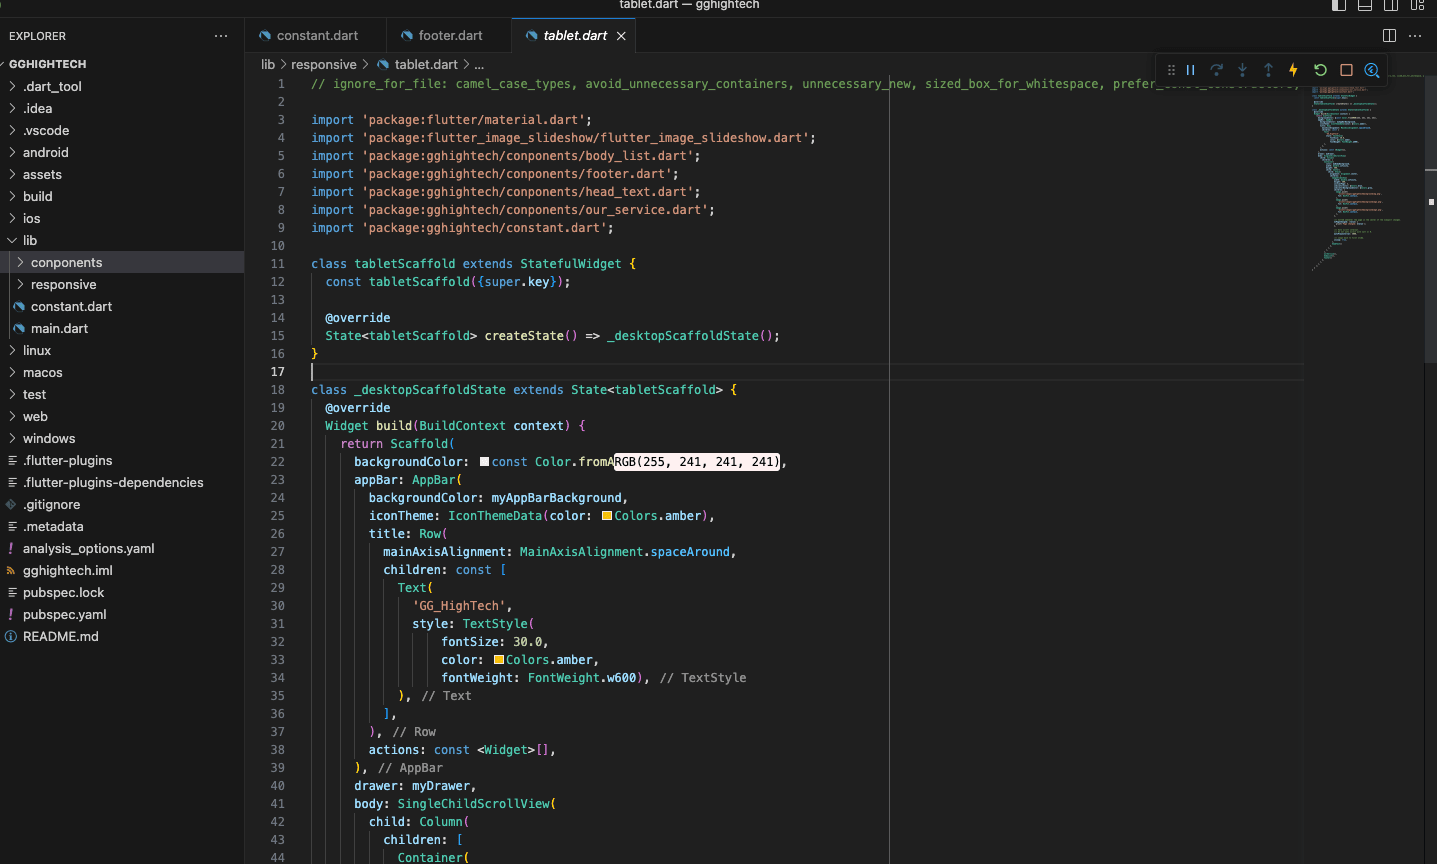 tablet.dart — gghightech
EXPLORER
GGHIGHTECH
.dart_tool
.idea
.vscode
android
assets
build
ios
lib
conponents
responsive
constant.dart
main.dart
linux
macos
test
web
windows
.flutter-plugins
.flutter-plugins-dependencies
.gitignore
.metadata
analysis_options.yaml
gghightech.iml
pubspec.lock
pubspec.yaml
README.md
constant.dart footer.dart tablet.dart
lib > responsive > tablet.dart > ...
1 // ignore_for_file: camel_case_types, avoid_unnecessary_containers, unnecessary_new, sized_box_for_whitespace,
2
3 import 'package:flutter/material.dart';
4 import 'package:flutter_image_slideshow/flutter_image_slideshow.dart';
5 import 'package:gghightech/conponents/body_list.dart';
6 import 'package:gghightech/conponents/footer.dart';
7 import 'package:gghightech/conponents/head_text.dart';
8 import 'package:gghightech/conponents/our_service.dart';
9 import 'package:gghightech/constant.dart';
10
11 class tabletScaffold extends StatefulWidget {
12 const tabletScaffold({super.key});
13
14 @override
15 State<tabletScaffold> createState() => _desktopScaffoldState();
16 }
17
18 class _desktopScaffoldState extends State<tabletScaffold> {
19 @override
20 Widget build(BuildContext context) {
21 return Scaffold(
22 backgroundColor: const Color.fromARGB(255, 241, 241, 241),
23 appBar: AppBar(
24 backgroundColor: myAppBarBackground,
25 iconTheme: IconThemeData(color: Colors.amber),
26 title: Row(
27 mainAxisAlignment: MainAxisAlignment.spaceAround,
28 children: const [
29 Text(
30 'GG_HighTech',
31 style: TextStyle(
32 fontSize: 30.0,
33 color: Colors.amber,
34 fontWeight: FontWeight.w600), // TextStyle
35 ), // Text
36 ],
37 ), // Row
38 actions: const <Widget>[],
39 ), // AppBar
40 drawer: myDrawer,
41 body: SingleChildScrollView(
42 child: Column(
43 children: [
44 Container(